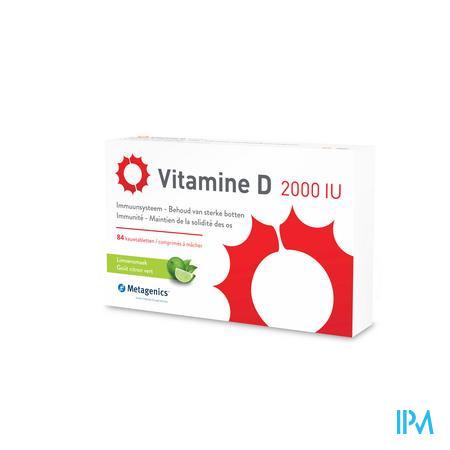 Vitamine D 2000 IU
Immuunsysteem - Behoud van sterke botten
Immunité - Maintien de la solidité des os
84 kauwtabletten / comprimés à mâcher
Limoensmaak
Goût citron vert
Metagenics
IPM